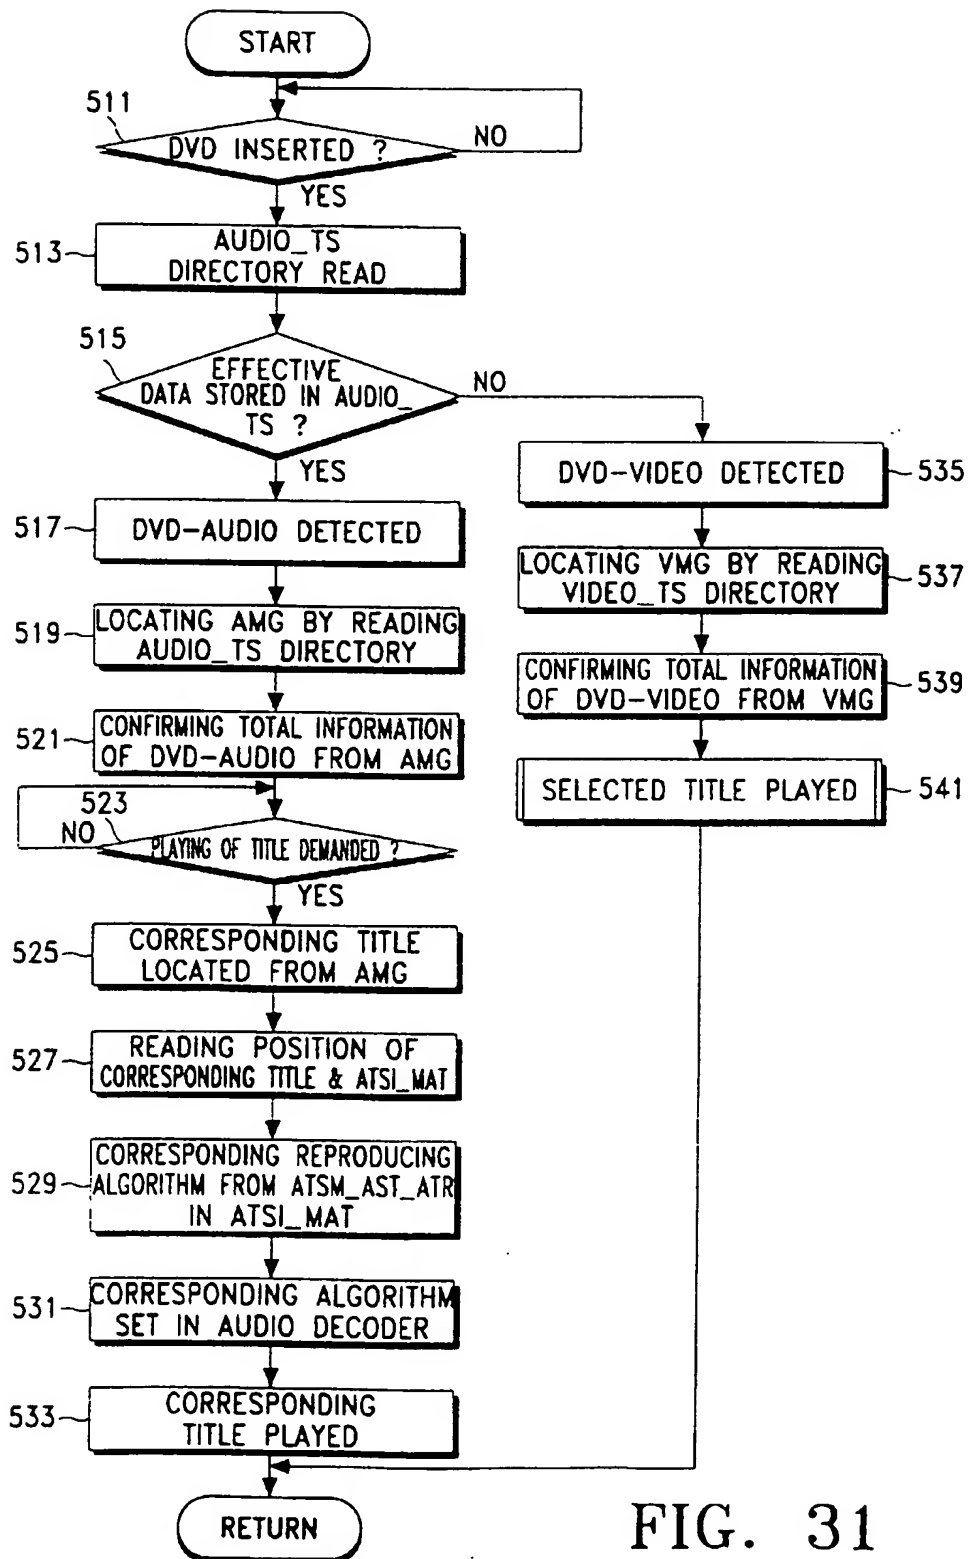 START
511
DVD INSERTED ?
NO
YES
513
AUDIO_TS
DIRECTORY READ
515
EFFECTIVE
DATA STORED IN AUDIO_
TS ?
NO
YES
517
DVD-AUDIO DETECTED
519
LOCATING AMG BY READING
AUDIO_TS DIRECTORY
521
CONFIRMING TOTAL INFORMATION
OF DVD-AUDIO FROM AMG
523
NO
PLAYING OF TITLE DEMANDED ?
YES
525
CORRESPONDING TITLE
LOCATED FROM AMG
527
READING POSITION OF
CORRESPONDING TITLE & ATSI_MAT
529
CORRESPONDING REPRODUCING
ALGORITHM FROM ATSM_AST_ATR
IN ATSI_MAT
531
CORRESPONDING ALGORITHM
SET IN AUDIO DECODER
533
CORRESPONDING
TITLE PLAYED
RETURN
DVD-VIDEO DETECTED
535
LOCATING VMG BY READING
VIDEO_TS DIRECTORY
537
CONFIRMING TOTAL INFORMATION
OF DVD-VIDEO FROM VMG
539
SELECTED TITLE PLAYED
541
FIG. 31